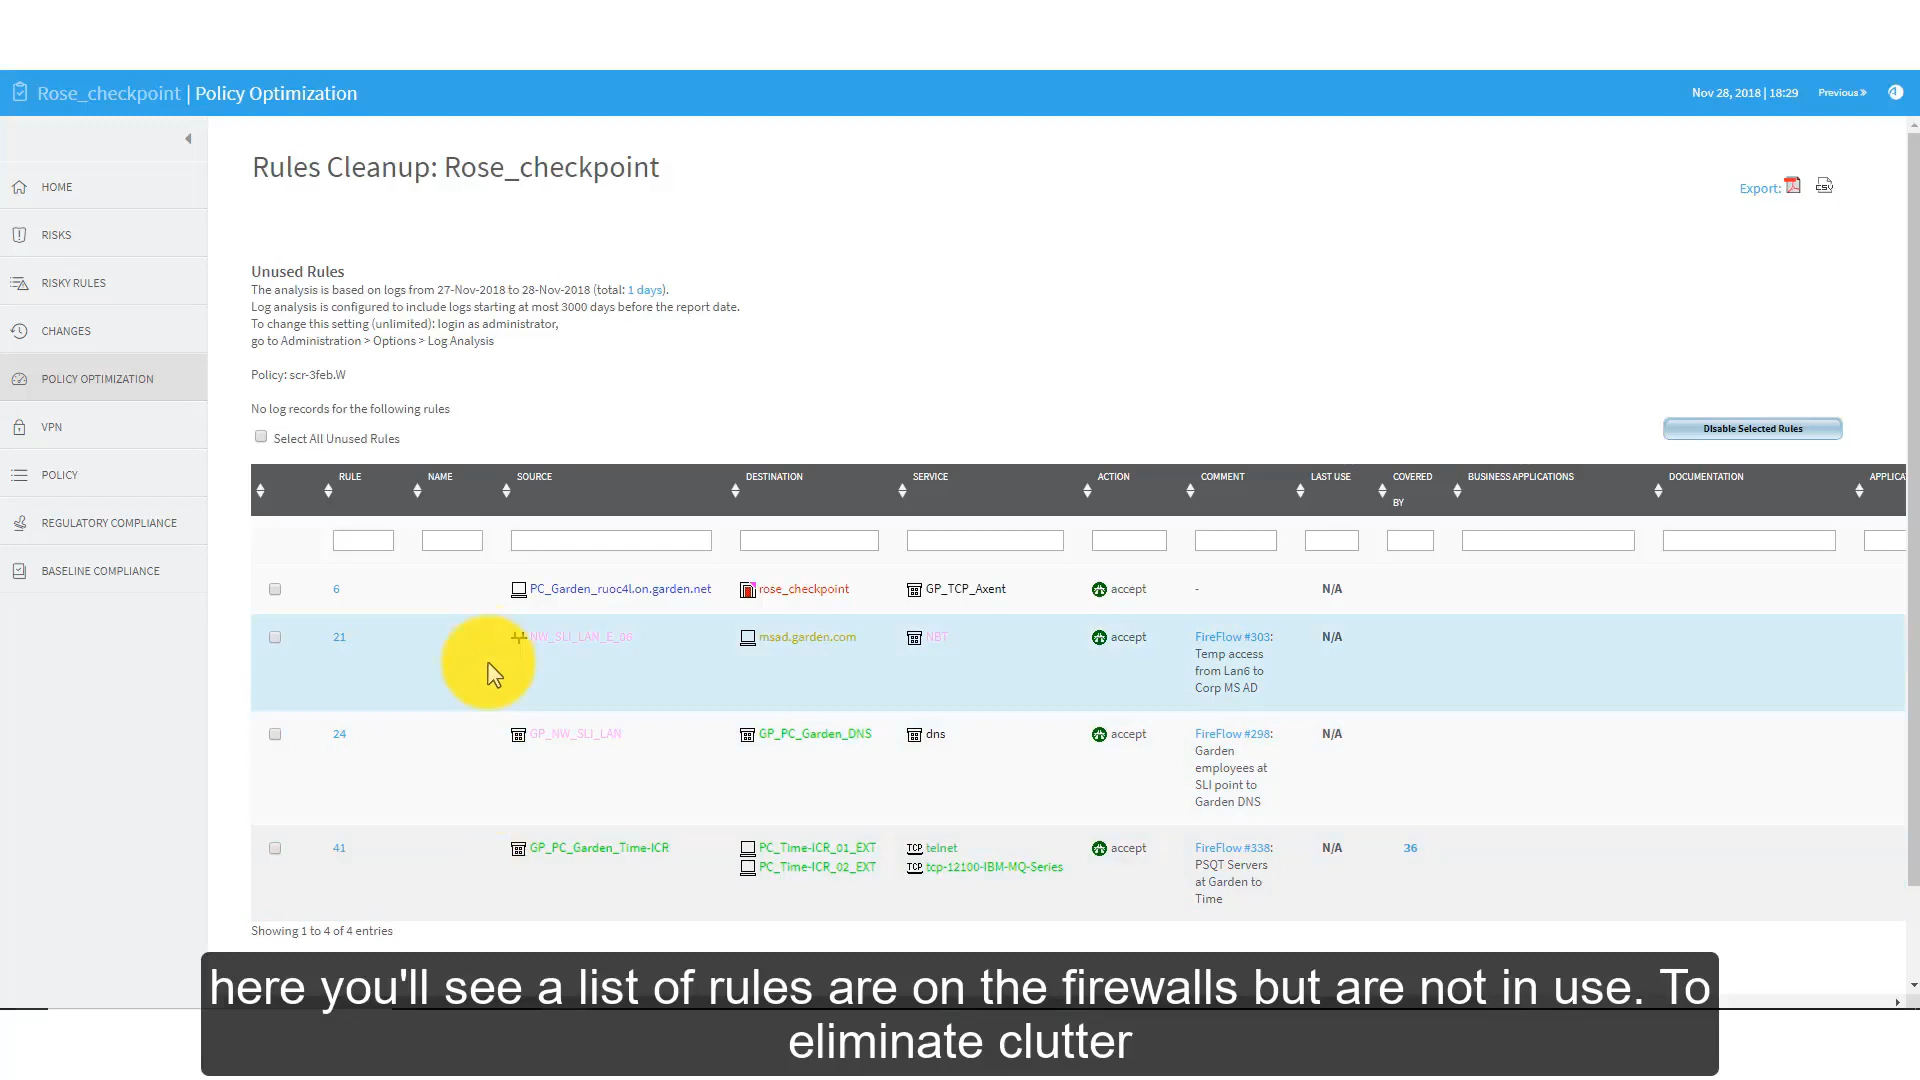 Rose_checkpoint | Policy Optimization
Nov 28, 2018 | 18:29
Previous »
HOME
RISKS
RISKY RULES
CHANGES
POLICY OPTIMIZATION
VPN
POLICY
REGULATORY COMPLIANCE
BASELINE COMPLIANCE
Rules Cleanup: Rose_checkpoint
Export:
CSV
Unused Rules
The analysis is based on logs from 27-Nov-2018 to 28-Nov-2018 (total: 1 days).
Log analysis is configured to include logs starting at most 3000 days before the report date.
To change this setting (unlimited): login as administrator,
go to Administration > Options > Log Analysis
Policy: scr-3feb.W
No log records for the following rules
Select All Unused Rules
Disable Selected Rules
RULE NAME SOURCE DESTINATION SERVICE ACTION COMMENT LAST USE COVERED BY BUSINESS APPLICATIONS DOCUMENTATION APPLICA
6 PC_Garden_ruoc4l.on.garden.net rose_checkpoint GP_TCP_Axent accept - N/A
21 NW_SLI_LAN_E_06 msad.garden.com NBT accept FireFlow #303: N/A
Temp access
from Lan6 to
Corp MS AD
24 GP_NW_SLI_LAN GP_PC_Garden_DNS dns accept FireFlow #298: N/A
Garden
employees at
SLI point to
Garden DNS
41 GP_PC_Garden_Time-ICR PC_Time-ICR_01_EXT TCP telnet accept FireFlow #338: N/A 36
PC_Time-ICR_02_EXT TCP tcp-12100-IBM-MQ-Series PSQT Servers
at Garden to
Time
Showing 1 to 4 of 4 entries
here you'll see a list of rules are on the firewalls but are not in use. To
eliminate clutter